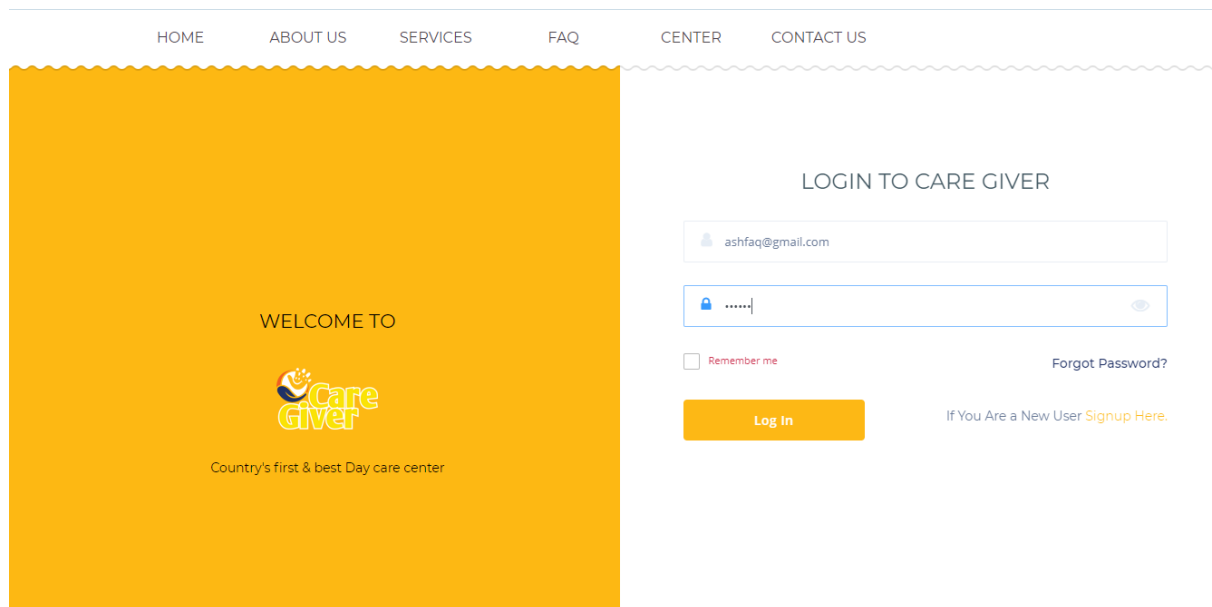 HOME ABOUT US SERVICES FAQ CENTER CONTACT US
WELCOME TO
Care
Giver
Country's first & best Day care center
LOGIN TO CARE GIVER
ashfaq@gmail.com
••••••
Remember me
Forgot Password?
Log In
If You Are a New User Signup Here.